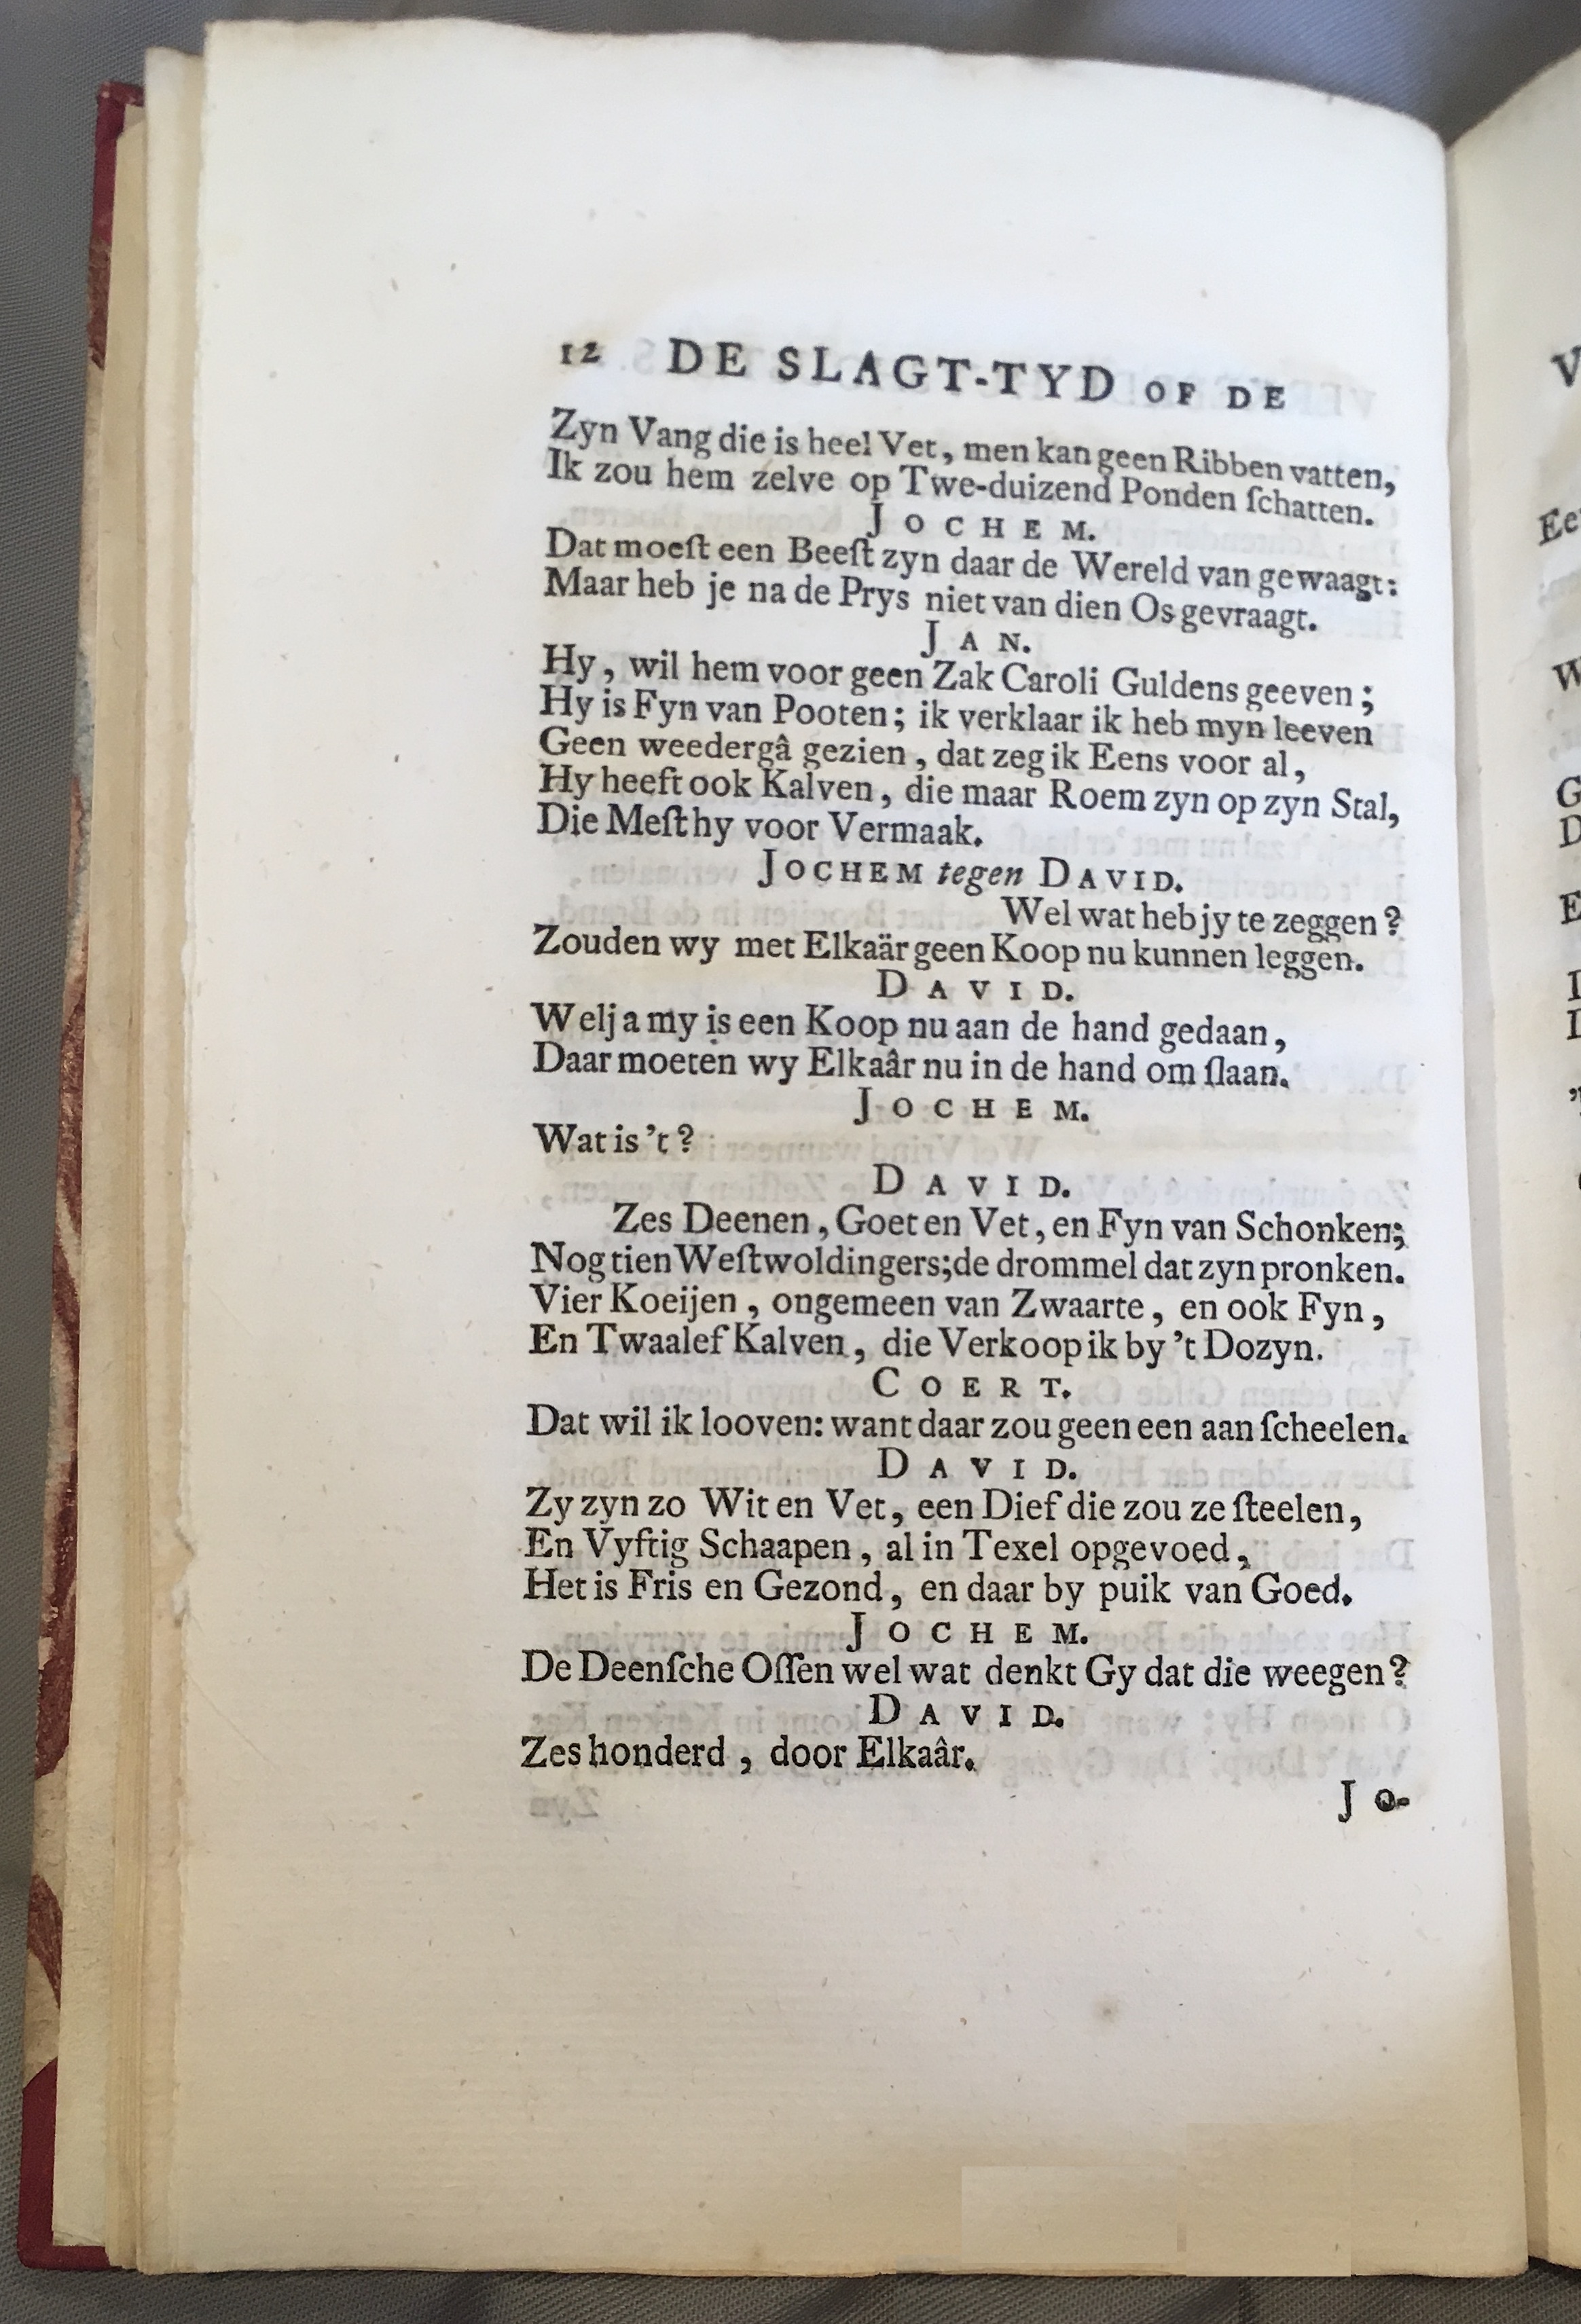 12 DE SLAGT-TYD OF DE
Zyn Vang die is heel Vet, men kan geen Ribben vatten,
Ik zou hem zelve op Twe-duizend Ponden ſchatten.
JOCHEM.
Dat moeſt een Beeſt zyn daar de Wereld van gewaagt:
Maar heb je na de Prys niet van dien Os gevraagt.
JAN.
Hy, wil hem voor geen Zak Caroli Guldens geeven;
Hy is Fyn van Pooten; ik verklaar ik heb myn leeven
Geen weedergâ gezien, dat zeg ik Eens voor al,
Hy heeft ook Kalven, die maar Roem zyn op zyn Stal,
Die Meſt hy voor Vermaak.
JOCHEM tegen DAVID.
Wel wat heb jy te zeggen?
Zouden wy met Elkaär geen Koop nu kunnen leggen.
DAVID.
Wel ja my is een Koop nu aan de hand gedaan,
Daar moeten wy Elkaâr nu in de hand om ſlaan.
JOCHEM.
Wat is 't?
DAVID.
Zes Deenen, Goet en Vet, en Fyn van Schonken;
Nog tien Weſtwoldingers; de drommel dat zyn pronken.
Vier Koeijen, ongemeen van Zwaarte, en ook Fyn,
En Twaalef Kalven, die Verkoop ik by 't Dozyn.
COERT.
Dat wil ik looven: want daar zou geen een aan ſcheelen.
DAVID.
Zy zyn zo Wit en Vet, een Dief die zou ze ſteelen,
En Vyftig Schaapen, al in Texel opgevoed,
Het is Fris en Gezond, en daar by puik van Goed.
JOCHEM.
De Deenſche Oſſen wel wat denkt Gy dat die weegen?
DAVID.
Zes honderd, door Elkaâr.
JO-